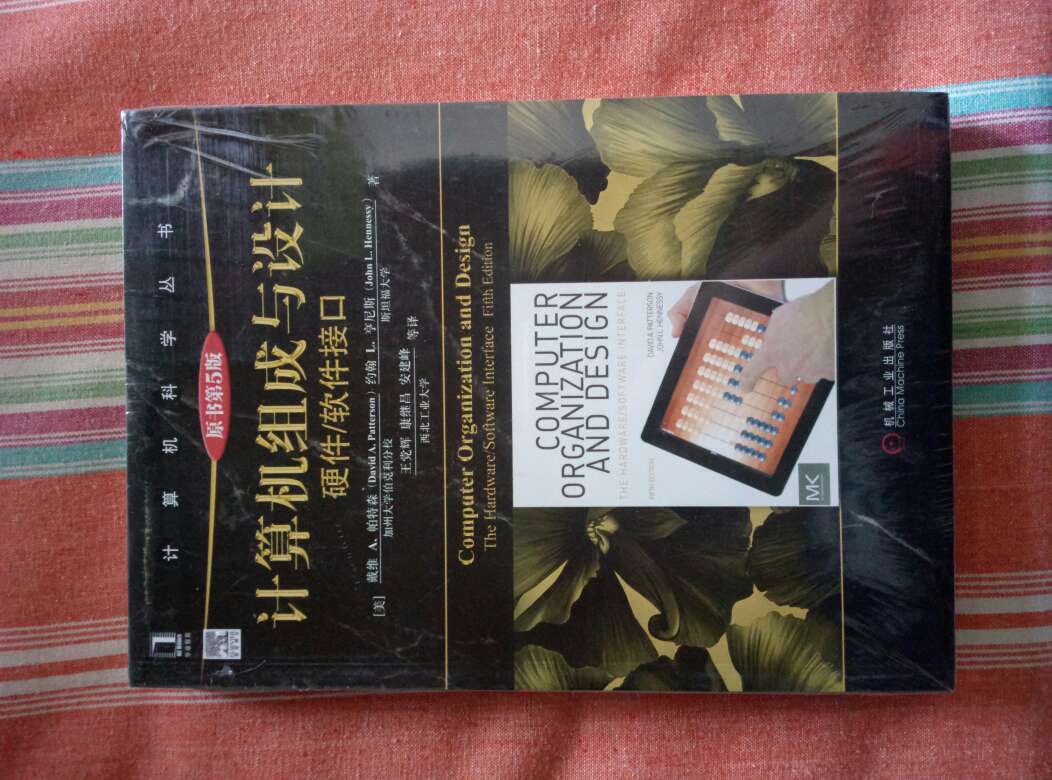 计算机科学丛书
原书第5版
计算机组成与设计
硬件/软件接口
[美] 戴维 A. 帕特森（David A. Patterson） 约翰 L. 亨尼斯（John L. Hennessy） 著
加州大学伯克利分校 斯坦福大学
王党辉 康继昌 安建峰 等译
西北工业大学
Computer Organization and Design
The Hardware/Software Interface Fifth Edition
COMPUTER
ORGANIZATION
AND DESIGN
THE HARDWARE/SOFTWARE INTERFACE
FIFTH EDITION
DAVID A. PATTERSON
JOHN L. HENNESSY
MK
机械工业出版社
China Machine Press